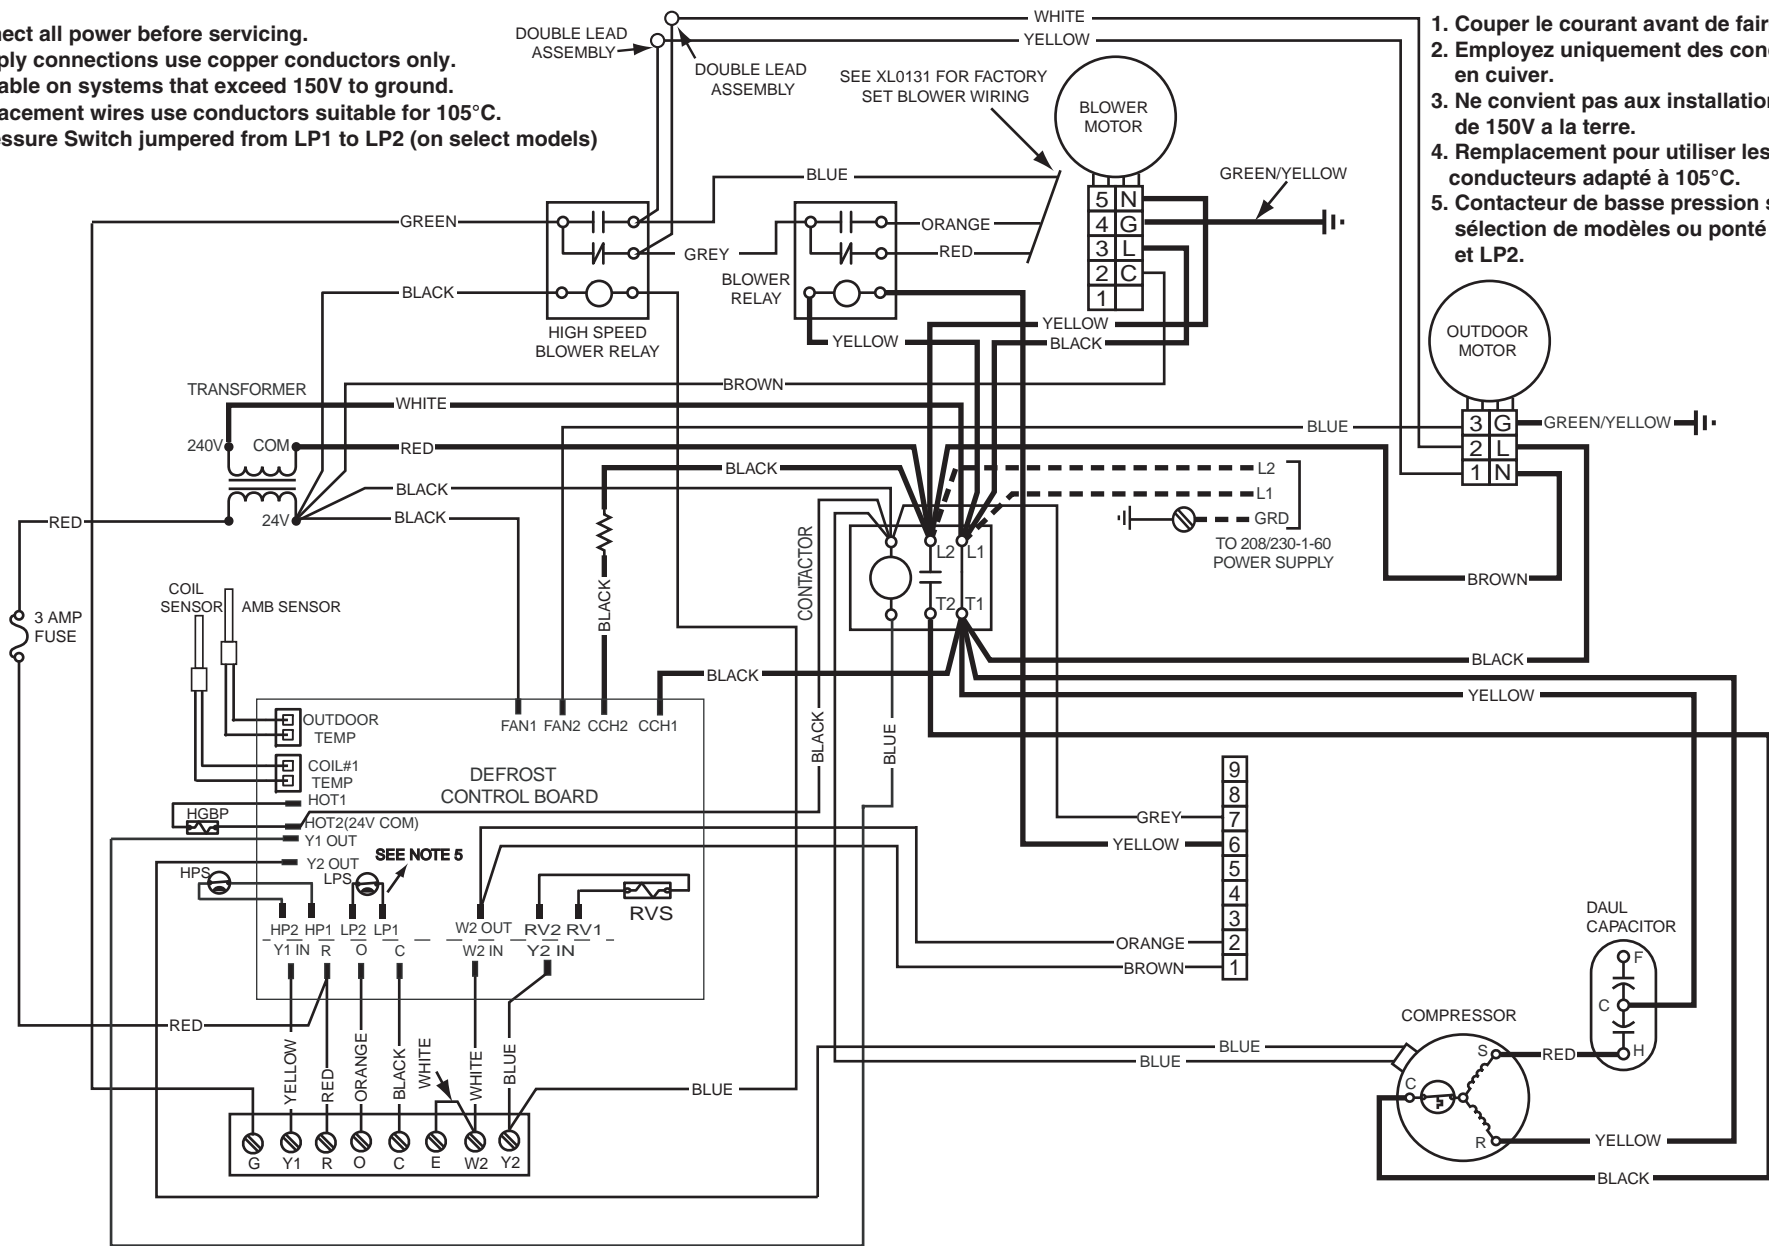 nect all power before servicing.
ply connections use copper conductors only.
able on systems that exceed 150V to ground.
acement wires use conductors suitable for 105°C.
essure Switch jumpered from LP1 to LP2 (on select models)
DOUBLE LEAD
ASSEMBLY
DOUBLE LEAD
ASSEMBLY
WHITE
YELLOW
SEE XL0131 FOR FACTORY
SET BLOWER WIRING
BLOWER
MOTOR
1. Couper le courant avant de fair
2. Employez uniquement des con
en cuiver.
3. Ne convient pas aux installation
de 150V a la terre.
4. Remplacement pour utiliser les
conducteurs adapté à 105°C.
5. Contacteur de basse pression s
sélection de modèles ou ponté
et LP2.
GREEN/YELLOW
5 N
4 G
3 L
2 C
1
BLUE
GREEN
ORANGE
GREY
RED
BLOWER
RELAY
BLACK
HIGH SPEED
BLOWER RELAY
YELLOW
YELLOW
BLACK
OUTDOOR
MOTOR
BROWN
TRANSFORMER
WHITE
240V
COM
RED
BLUE
3 G
2 L
1 N
GREEN/YELLOW
BLACK
L2
BLACK
L1
24V
BLACK
GRD
RED
TO 208/230-1-60
POWER SUPPLY
CONTACTOR
L2
L1
BROWN
T2
T1
COIL
SENSOR
AMB SENSOR
3 AMP
FUSE
BLACK
BLACK
BLACK
YELLOW
OUTDOOR
TEMP
FAN1
FAN2
CCH2
CCH1
BLACK
BLUE
COIL#1
TEMP
DEFROST
CONTROL BOARD
HOT1
HGBP
HOT2(24V COM)
Y1 OUT
Y2 OUT
SEE NOTE 5
HPS
LPS
RVS
9
8
GREY
7
YELLOW
6
5
4
3
ORANGE
2
BROWN
1
HP2
HP1
LP2
LP1
W2 OUT
RV2
RV1
Y1 IN
R
O
C
W2 IN
Y2 IN
DAUL
CAPACITOR
F
C
H
RED
YELLOW
RED
ORANGE
BLACK
WHITE
WHITE
BLUE
BLUE
BLUE
BLUE
COMPRESSOR
S
RED
C
R
YELLOW
BLACK
G
Y1
R
O
C
E
W2
Y2